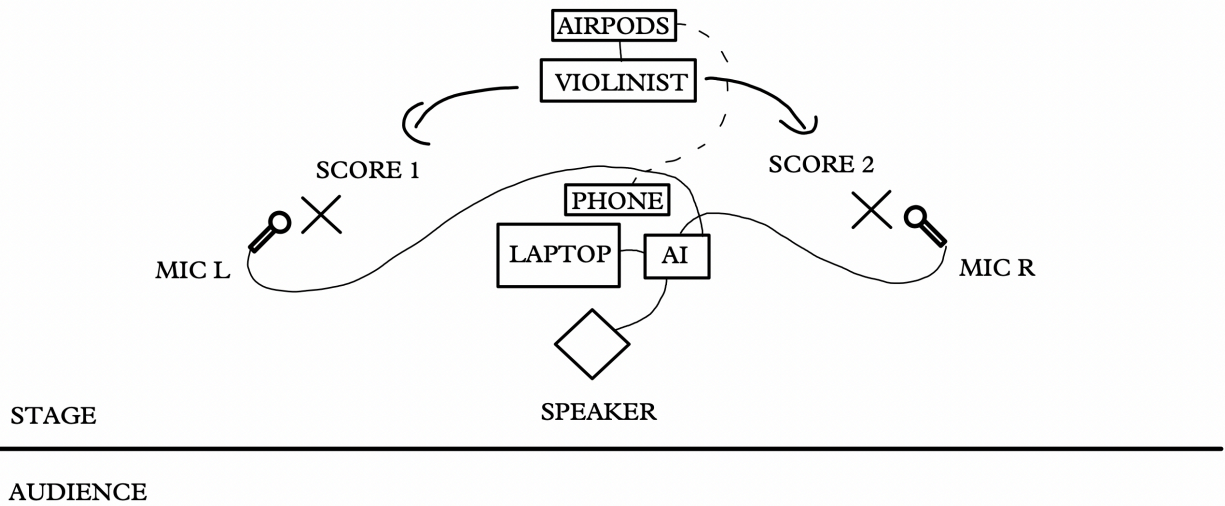 AIRPODS
VIOLINIST
SCORE 1
SCORE 2
PHONE
LAPTOP
AI
MIC L
MIC R
SPEAKER
STAGE
AUDIENCE